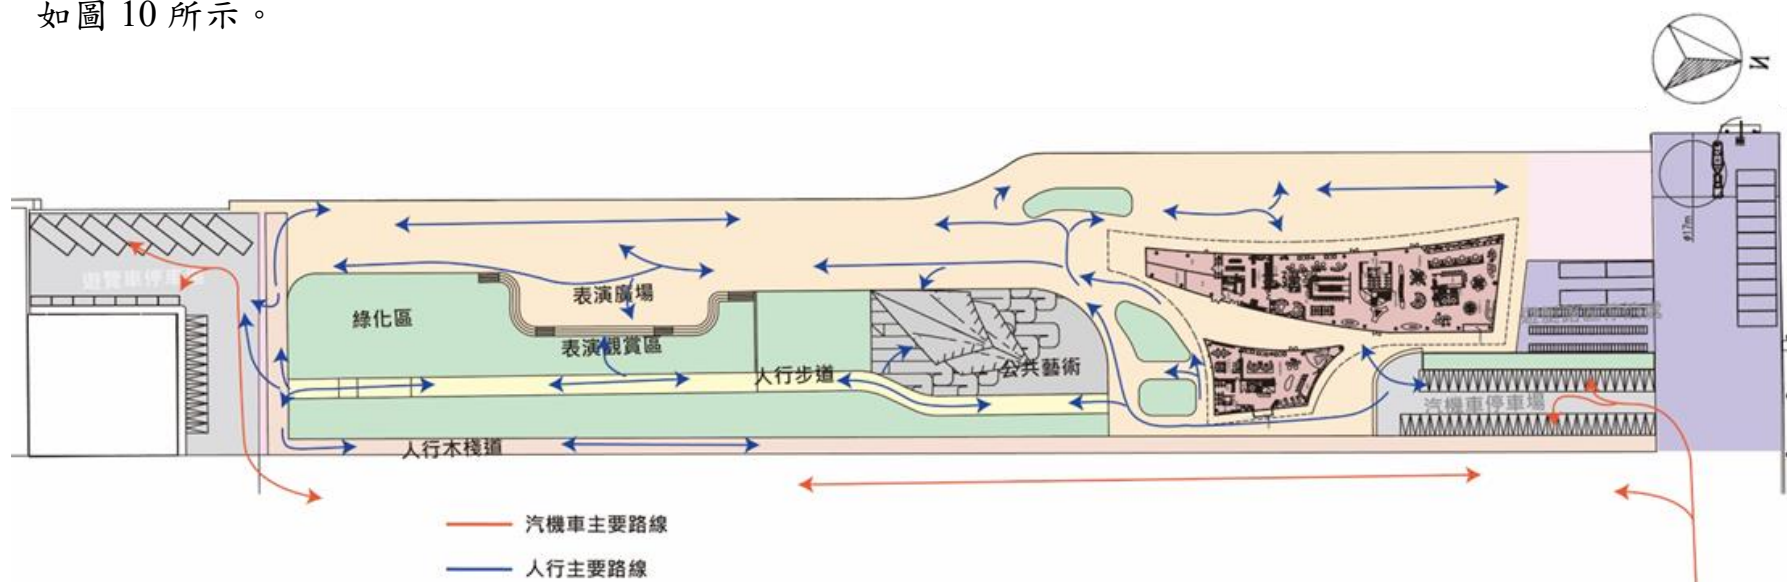 如圖 10 所示。
N
φ17m
遊覽車停車場
表演廣場
綠化區
表演觀賞區
人行步道
公共藝術
汽機車停車場
人行木棧道
汽機車主要路線
人行主要路線